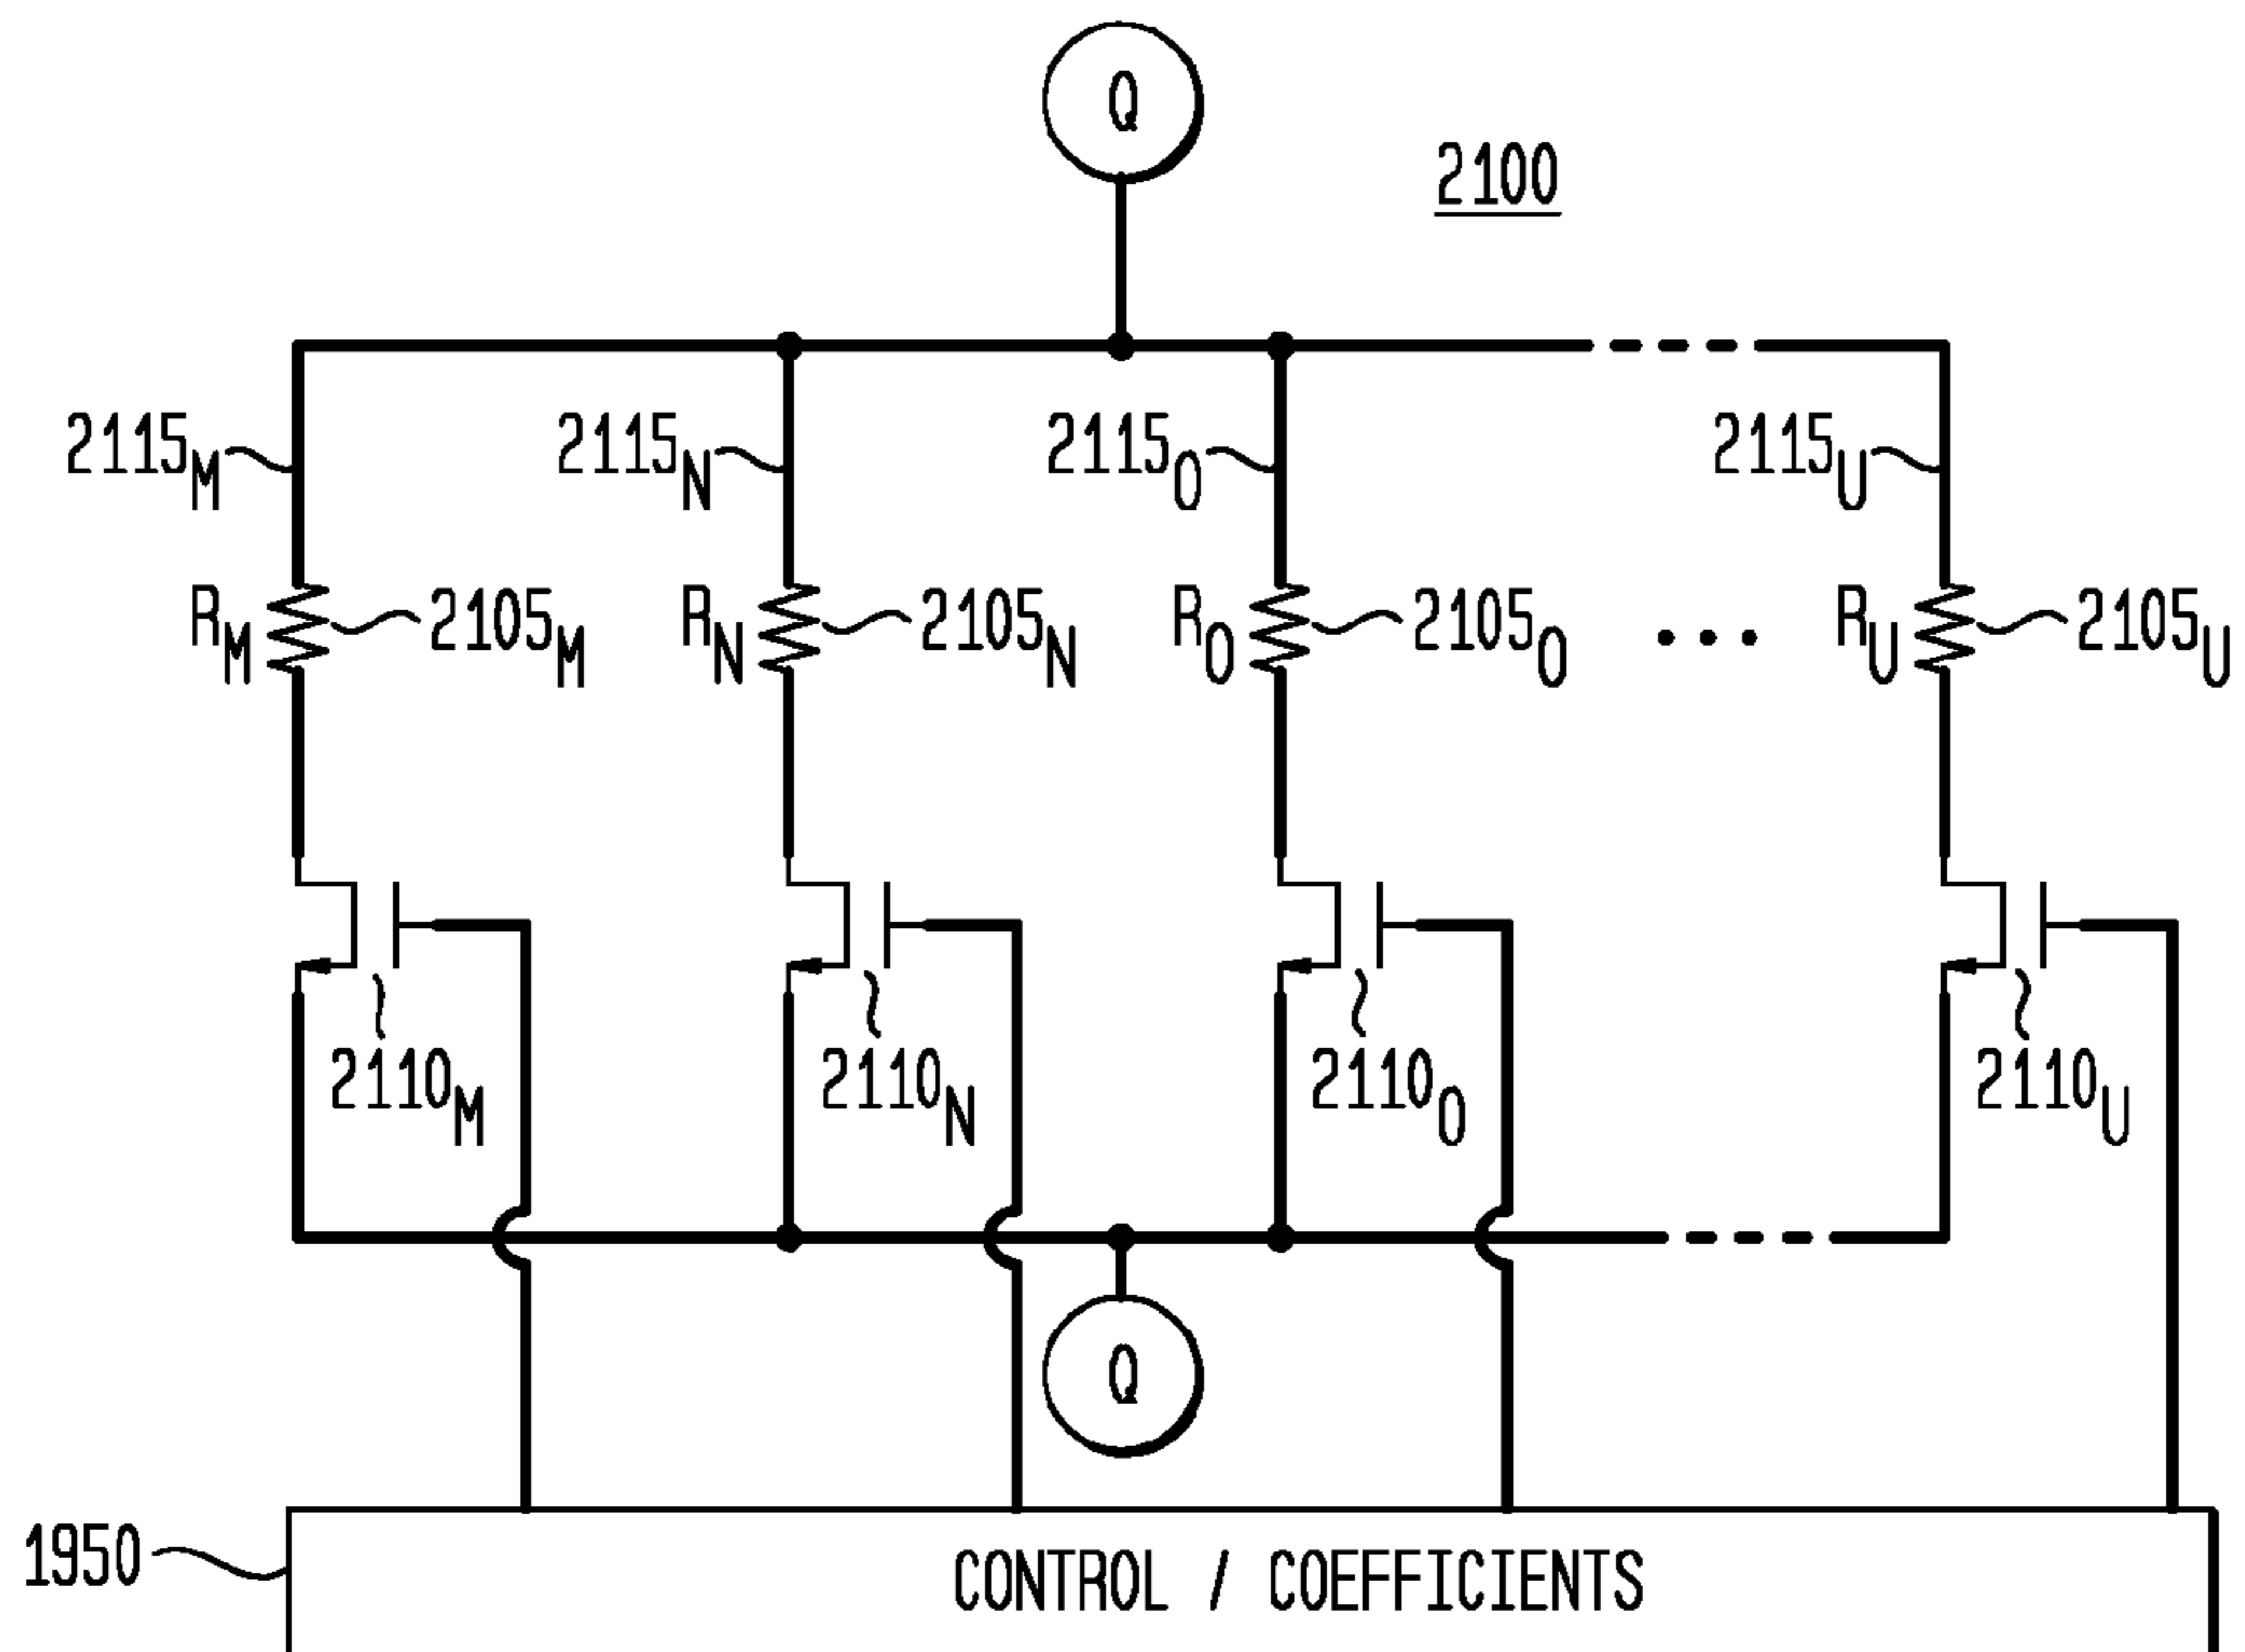 Q
2100
2115M 2115N 2115O 2115U
RM 2105M RN 2105N RO 2105O ... RU 2105U
2110M 2110N 2110O 2110U
Q
1950
CONTROL / COEFFICIENTS